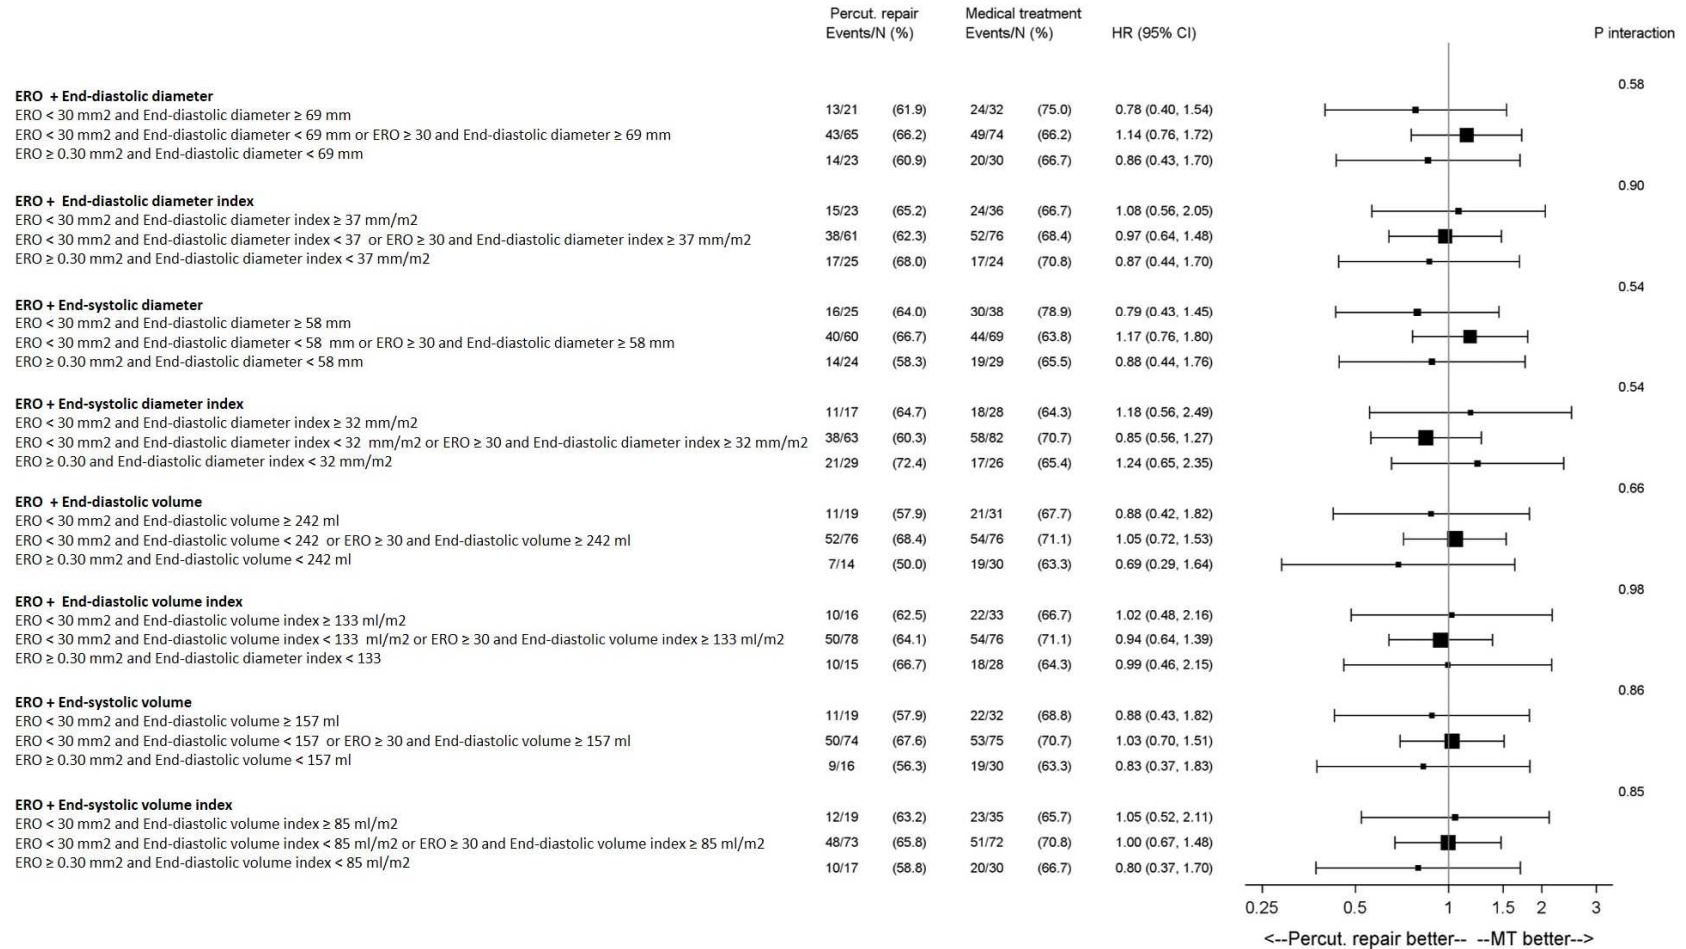 Percut. repair Medical treatment
Events/N (%) Events/N (%) HR (95% CI) P interaction
0.58
ERO + End-diastolic diameter
ERO < 30 mm2 and End-diastolic diameter ≥ 69 mm 13/21 (61.9) 24/32 (75.0) 0.78 (0.40, 1.54)
ERO < 30 mm2 and End-diastolic diameter < 69 mm or ERO ≥ 30 and End-diastolic diameter ≥ 69 mm 43/65 (66.2) 49/74 (66.2) 1.14 (0.76, 1.72)
ERO ≥ 0.30 mm2 and End-diastolic diameter < 69 mm 14/23 (60.9) 20/30 (66.7) 0.86 (0.43, 1.70)
0.90
ERO + End-diastolic diameter index
ERO < 30 mm2 and End-diastolic diameter index ≥ 37 mm/m2 15/23 (65.2) 24/36 (66.7) 1.08 (0.56, 2.05)
ERO < 30 mm2 and End-diastolic diameter index < 37 or ERO ≥ 30 and End-diastolic diameter index ≥ 37 mm/m2 38/61 (62.3) 52/76 (68.4) 0.97 (0.64, 1.48)
ERO ≥ 0.30 mm2 and End-diastolic diameter index < 37 mm/m2 17/25 (68.0) 17/24 (70.8) 0.87 (0.44, 1.70)
0.54
ERO + End-systolic diameter
ERO < 30 mm2 and End-diastolic diameter ≥ 58 mm 16/25 (64.0) 30/38 (78.9) 0.79 (0.43, 1.45)
ERO < 30 mm2 and End-diastolic diameter < 58 mm or ERO ≥ 30 and End-diastolic diameter ≥ 58 mm 40/60 (66.7) 44/69 (63.8) 1.17 (0.76, 1.80)
ERO ≥ 0.30 mm2 and End-diastolic diameter < 58 mm 14/24 (58.3) 19/29 (65.5) 0.88 (0.44, 1.76)
0.54
ERO + End-systolic diameter index
ERO < 30 mm2 and End-diastolic diameter index ≥ 32 mm/m2 11/17 (64.7) 18/28 (64.3) 1.18 (0.56, 2.49)
ERO < 30 mm2 and End-diastolic diameter index < 32 mm/m2 or ERO ≥ 30 and End-diastolic diameter index ≥ 32 mm/m2 38/63 (60.3) 58/82 (70.7) 0.85 (0.56, 1.27)
ERO ≥ 0.30 and End-diastolic diameter index < 32 mm/m2 21/29 (72.4) 17/26 (65.4) 1.24 (0.65, 2.35)
0.66
ERO + End-diastolic volume
ERO < 30 mm2 and End-diastolic volume ≥ 242 ml 11/19 (57.9) 21/31 (67.7) 0.88 (0.42, 1.82)
ERO < 30 mm2 and End-diastolic volume < 242 or ERO ≥ 30 and End-diastolic volume ≥ 242 ml 52/76 (68.4) 54/76 (71.1) 1.05 (0.72, 1.53)
ERO ≥ 0.30 mm2 and End-diastolic volume < 242 ml 7/14 (50.0) 19/30 (63.3) 0.69 (0.29, 1.64)
0.98
ERO + End-diastolic volume index
ERO < 30 mm2 and End-diastolic volume index ≥ 133 ml/m2 10/16 (62.5) 22/33 (66.7) 1.02 (0.48, 2.16)
ERO < 30 mm2 and End-diastolic volume index < 133 ml/m2 or ERO ≥ 30 and End-diastolic volume index ≥ 133 ml/m2 50/78 (64.1) 54/76 (71.1) 0.94 (0.64, 1.39)
ERO ≥ 0.30 mm2 and End-diastolic diameter index < 133 10/15 (66.7) 18/28 (64.3) 0.99 (0.46, 2.15)
0.86
ERO + End-systolic volume
ERO < 30 mm2 and End-diastolic volume ≥ 157 ml 11/19 (57.9) 22/32 (68.8) 0.88 (0.43, 1.82)
ERO < 30 mm2 and End-diastolic volume < 157 or ERO ≥ 30 and End-diastolic volume ≥ 157 ml 50/74 (67.6) 53/75 (70.7) 1.03 (0.70, 1.51)
ERO ≥ 0.30 mm2 and End-diastolic volume < 157 ml 9/16 (56.3) 19/30 (63.3) 0.83 (0.37, 1.83)
0.85
ERO + End-systolic volume index
ERO < 30 mm2 and End-diastolic volume index ≥ 85 ml/m2 12/19 (63.2) 23/35 (65.7) 1.05 (0.52, 2.11)
ERO < 30 mm2 and End-diastolic volume index < 85 ml/m2 or ERO ≥ 30 and End-diastolic volume index ≥ 85 ml/m2 48/73 (65.8) 51/72 (70.8) 1.00 (0.67, 1.48)
ERO ≥ 0.30 mm2 and End-diastolic volume index < 85 ml/m2 10/17 (58.8) 20/30 (66.7) 0.80 (0.37, 1.70)
0.25 0.5 1 1.5 2 3
<--Percut. repair better-- --MT better-->